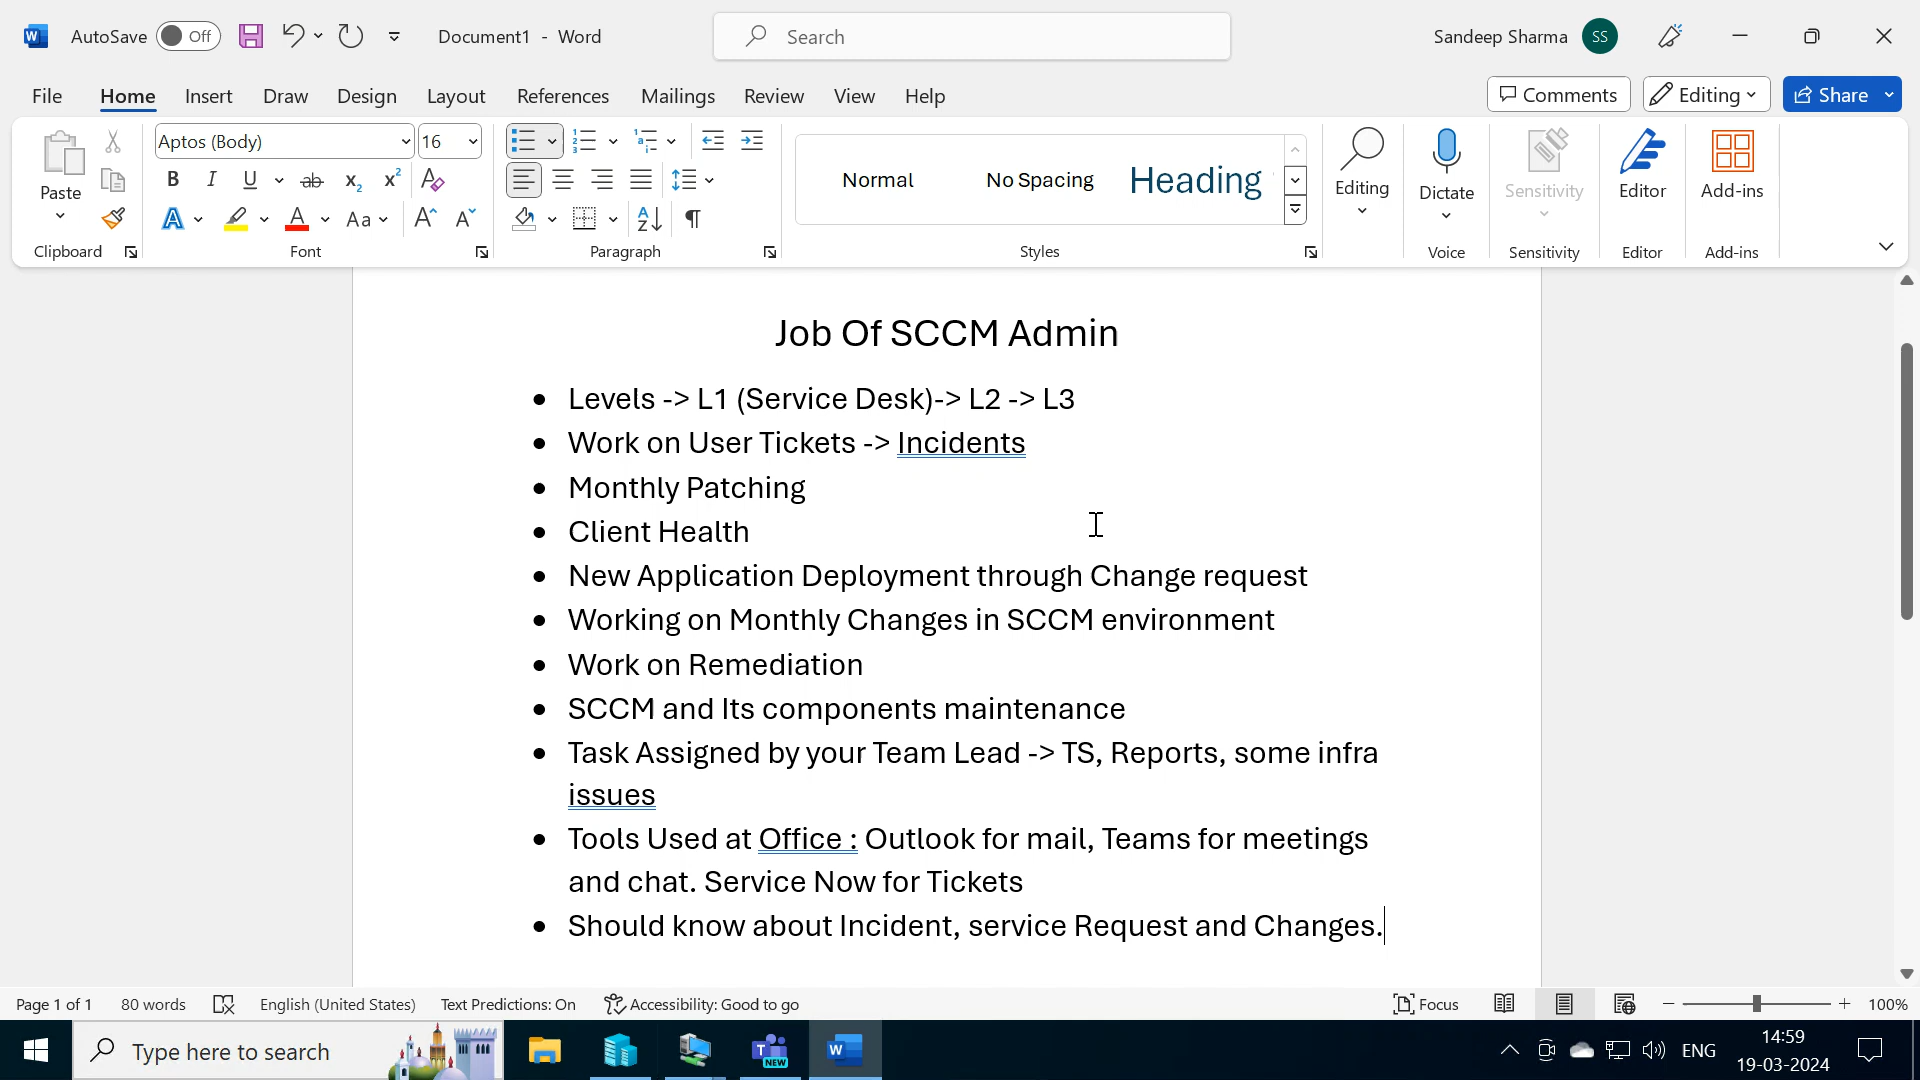 AutoSave Off Document1 - Word Search Sandeep Sharma SS
File Home Insert Draw Design Layout References Mailings Review View Help Comments Editing Share
Paste Aptos (Body) 16 Normal No Spacing Heading Editing Dictate Sensitivity Editor Add-ins
Clipboard Font Paragraph Styles Voice Sensitivity Editor Add-ins
Job Of SCCM Admin
• Levels -> L1 (Service Desk)-> L2 -> L3
• Work on User Tickets -> Incidents
• Monthly Patching
• Client Health
• New Application Deployment through Change request
• Working on Monthly Changes in SCCM environment
• Work on Remediation
• SCCM and Its components maintenance
• Task Assigned by your Team Lead -> TS, Reports, some infra
issues
• Tools Used at Office : Outlook for mail, Teams for meetings
and chat. Service Now for Tickets
• Should know about Incident, service Request and Changes.
Page 1 of 1 80 words English (United States) Text Predictions: On Accessibility: Good to go Focus 100%
Type here to search NEW ENG 14:59
19-03-2024